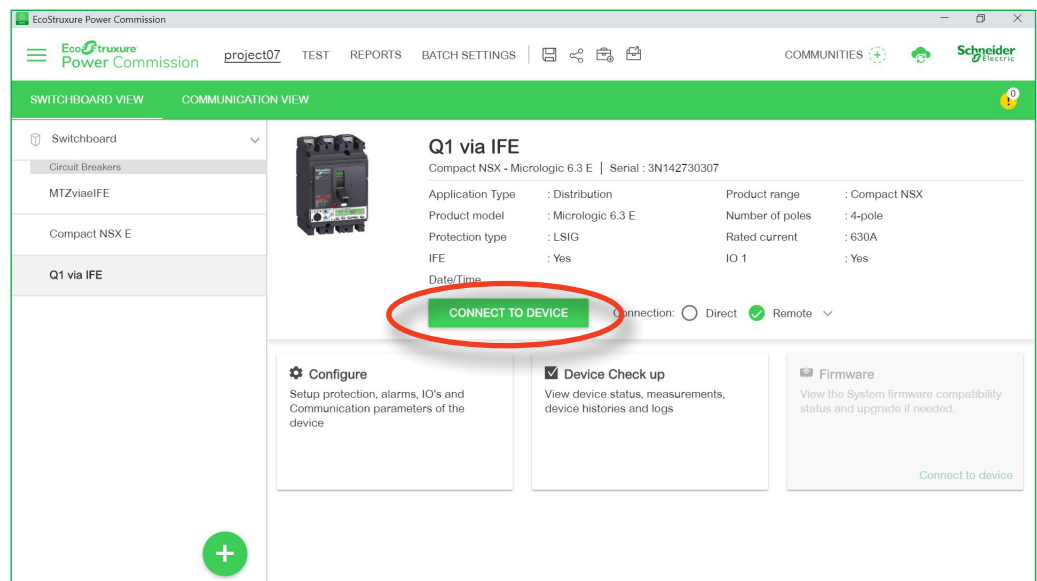 EcoStruxure Power Commission
EcoStruxure
Power Commission
project07 TEST REPORTS BATCH SETTINGS COMMUNITIES
Schneider
Electric
SWITCHBOARD VIEW COMMUNICATION VIEW
0
!
Switchboard
Circuit Breakers
MTZviaeIFE
Compact NSX E
Q1 via IFE
Q1 via IFE
Compact NSX - Micrologic 6.3 E | Serial : 3N142730307
Application Type : Distribution Product range : Compact NSX
Product model : Micrologic 6.3 E Number of poles : 4-pole
Protection type : LSIG Rated current : 630A
IFE : Yes IO 1 : Yes
Date/Time
CONNECT TO DEVICE Connection: Direct Remote
Configure
Setup protection, alarms, IO's and
Communication parameters of the
device
Device Check up
View device status, measurements,
device histories and logs
Firmware
View the System firmware compatibility
status and upgrade if needed.
Connect to device